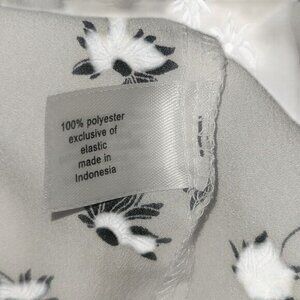 100% polyester
exclusive of
elastic
made in
Indonesia